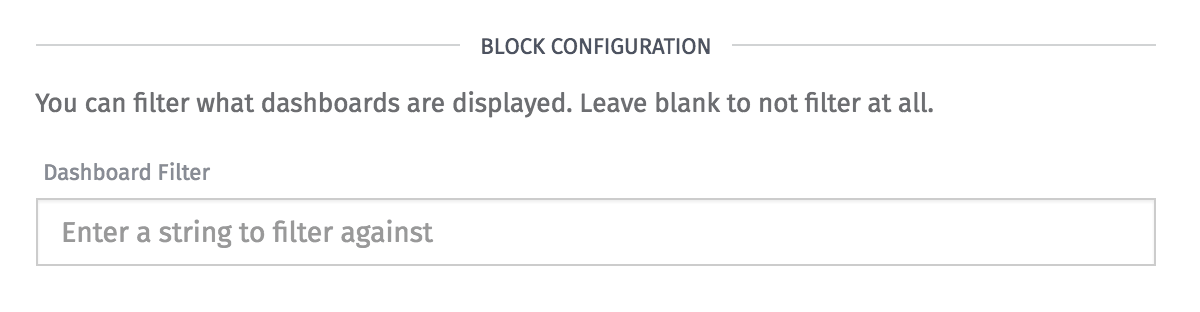 BLOCK CONFIGURATION
You can filter what dashboards are displayed. Leave blank to not filter at all.
Dashboard Filter
Enter a string to filter against